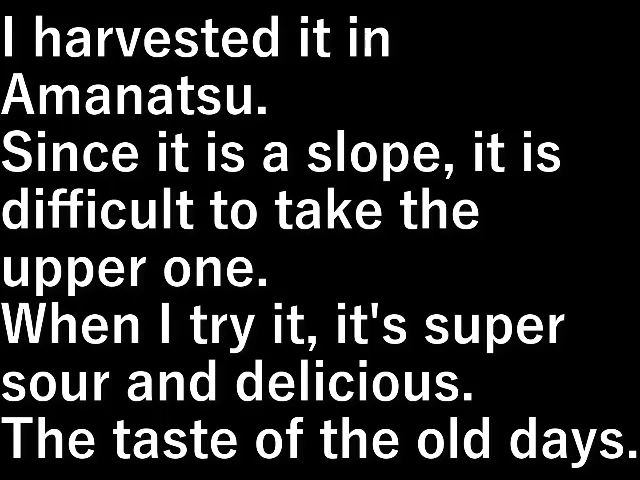 I harvested it in
Amanatsu.
Since it is a slope, it is
difficult to take the
upper one.
When I try it, it's super
sour and delicious.
The taste of the old days.